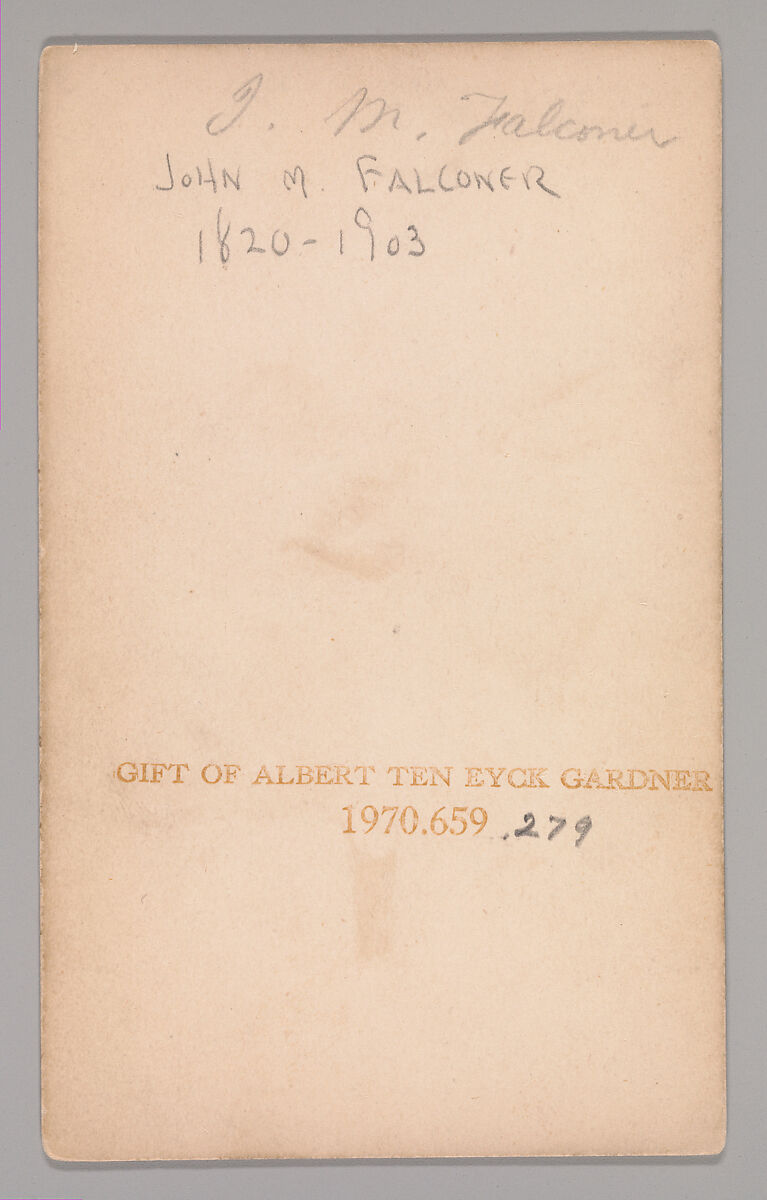 J. M. Falconer
JOHN M. FALCONER
1820-1903
GIFT OF ALBERT TEN EYCK GARDNER
1970.659.279